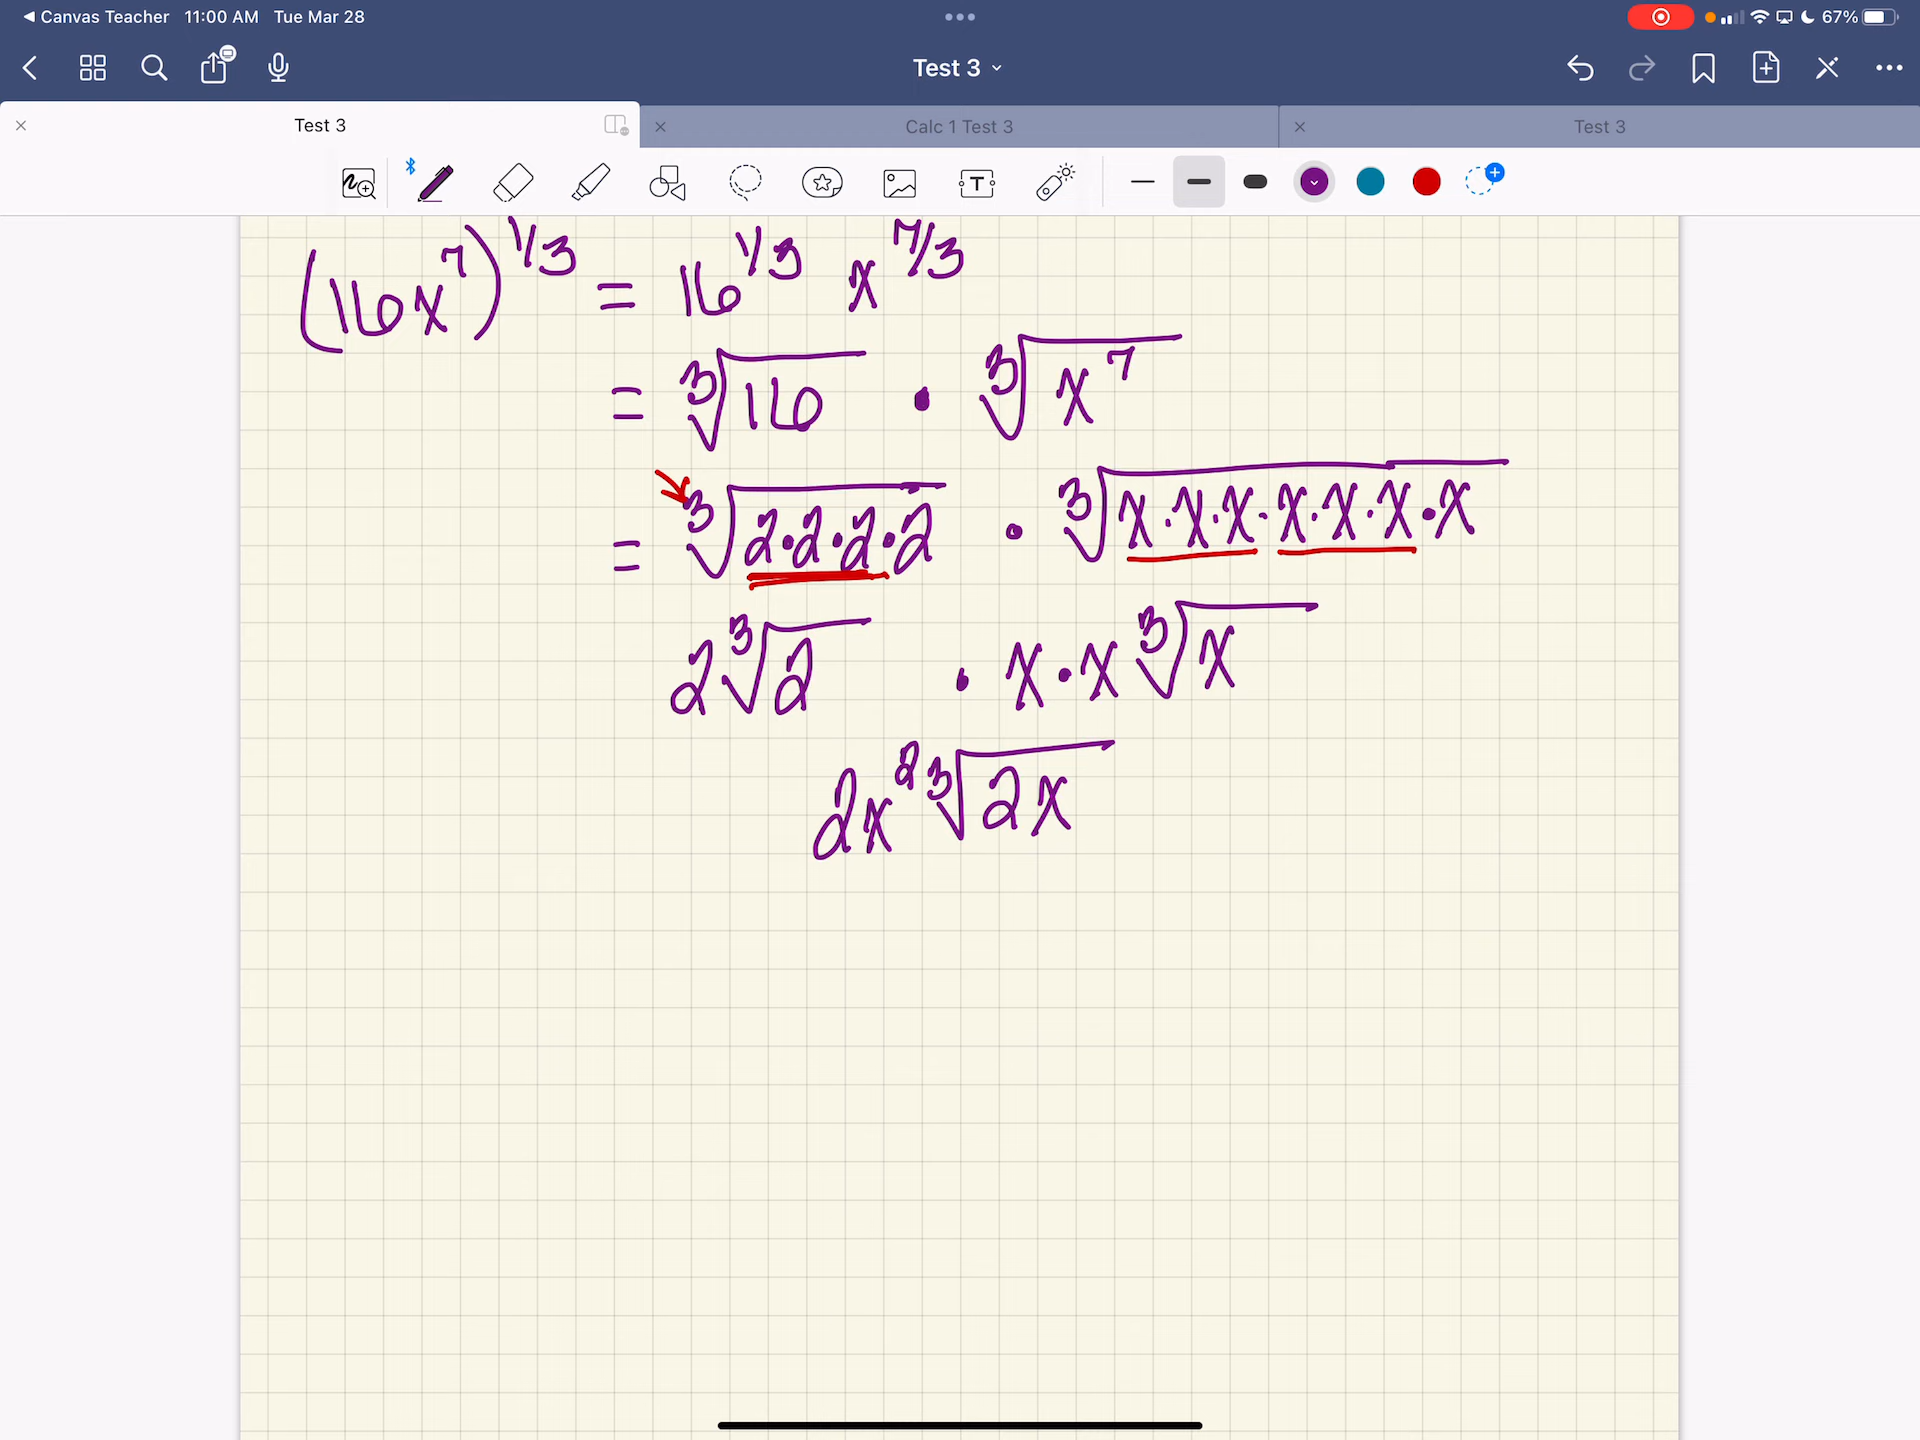 Canvas Teacher 11:00 AM Tue Mar 28 67%
Test 3
Test 3 Calc 1 Test 3 Test 3
T
(16x⁷)^1/3 = 16^1/3 x^7/3
= ∛16 · ∛x⁷
= ∛2·2·2·2 · ∛x·x·x·x·x·x·x
2∛2 · x·x∛x
2x²∛2x